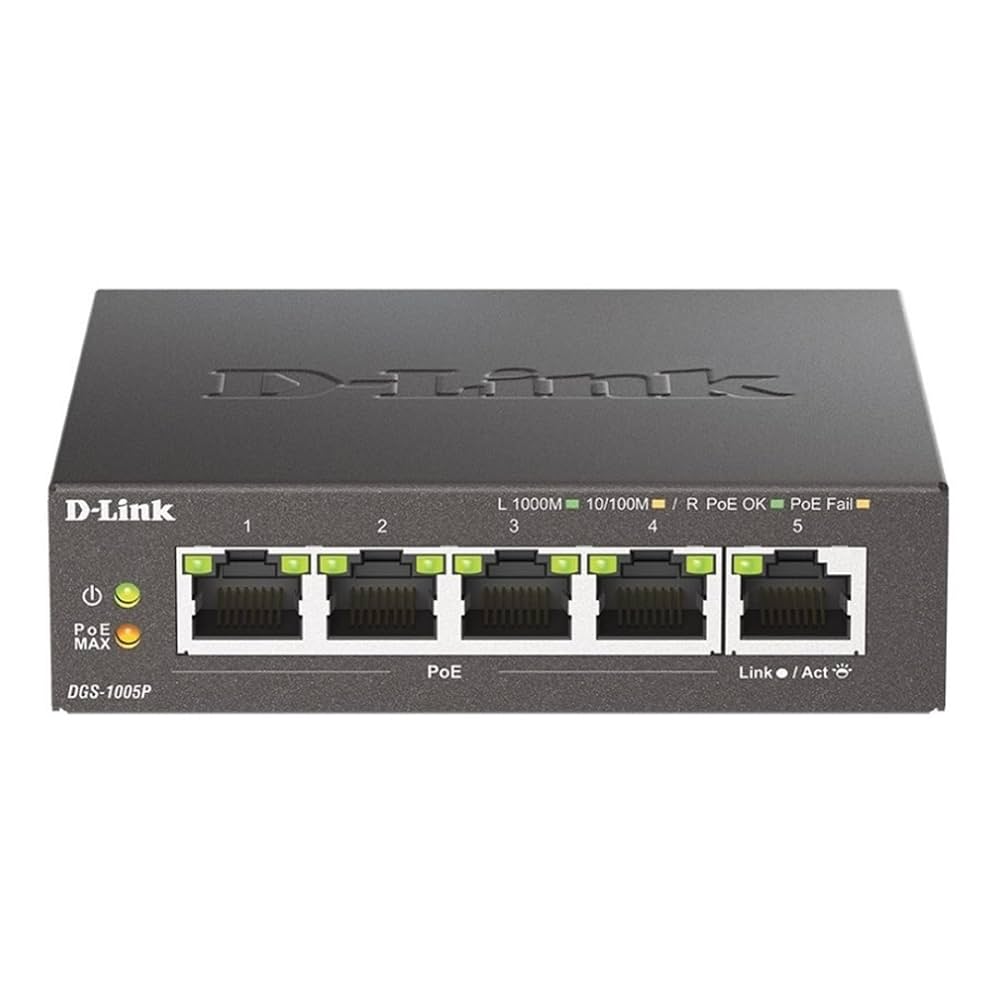 D-Link
D-Link
L 1000M 10/100M / R PoE OK PoE Fail
1 2 3 4 5
PoE
MAX
PoE
Link / Act
DGS-1005P